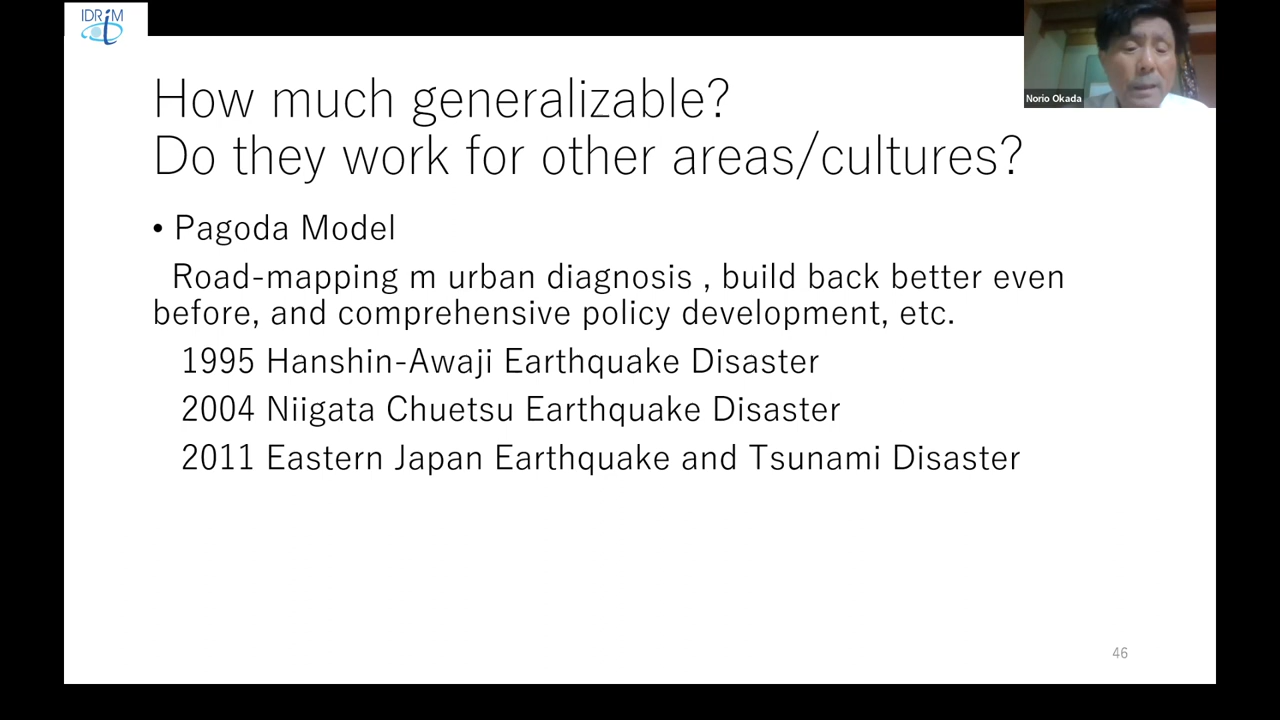 IDRiM
Norio Okada
How much generalizable?
Do they work for other areas/cultures?
• Pagoda Model
Road-mapping m urban diagnosis , build back better even
before, and comprehensive policy development, etc.
1995 Hanshin-Awaji Earthquake Disaster
2004 Niigata Chuetsu Earthquake Disaster
2011 Eastern Japan Earthquake and Tsunami Disaster
46